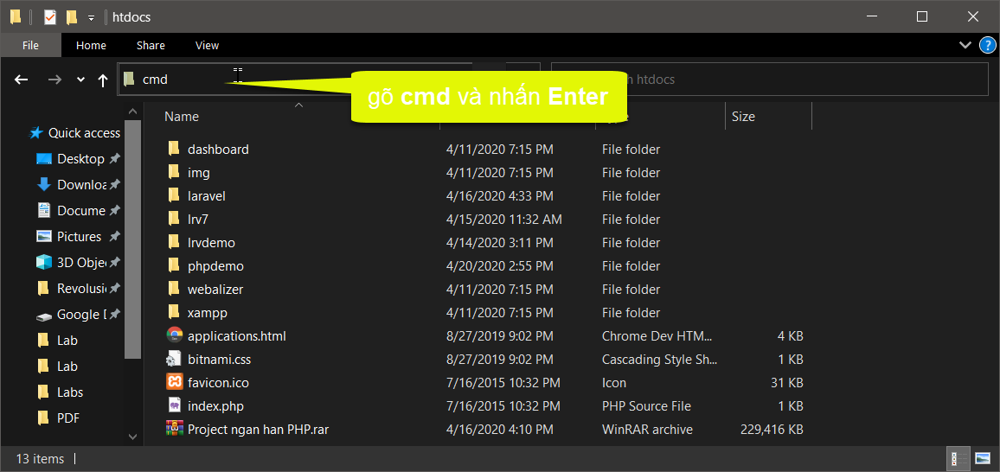 htdocs
File Home Share View
cmd
htdocs
gõ cmd và nhấn Enter
Name Size
Quick access
Desktop
Downloa
Docume
Pictures
3D Objec
Revolusi
Google D
Lab
Lab
Labs
PDF
dashboard 4/11/2020 7:15 PM File folder
img 4/11/2020 7:15 PM File folder
laravel 4/16/2020 4:33 PM File folder
lrv7 4/15/2020 11:32 AM File folder
lrvdemo 4/14/2020 3:11 PM File folder
phpdemo 4/20/2020 2:55 PM File folder
webalizer 4/11/2020 7:15 PM File folder
xampp 4/11/2020 7:15 PM File folder
applications.html 8/27/2019 9:02 PM Chrome Dev HTM... 4 KB
bitnami.css 8/27/2019 9:02 PM Cascading Style Sh... 1 KB
favicon.ico 7/16/2015 10:32 PM Icon 31 KB
index.php 7/16/2015 10:32 PM PHP Source File 1 KB
Project ngan han PHP.rar 4/16/2020 4:10 PM WinRAR archive 229,416 KB
13 items